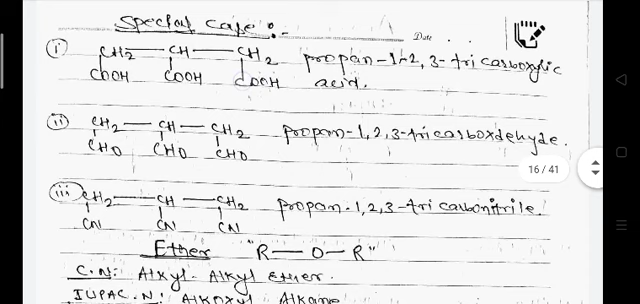 Special Case :-
Date
i) CH2 — CH — CH2 propan-1,2,3-tricarboxylic
COOH COOH COOH acid.
ii) CH2 — CH — CH2 propan-1,2,3-tricarboxdehyde.
CHO CHO CHO
16/41
iii) CH2 — CH — CH2 propan-1,2,3-tricarbonitrile.
CN CN CN
Ether "R—O—R"
C.N: Alkyl-Alkyl Ether.
IUPAC.N: Alkoxy Alkane